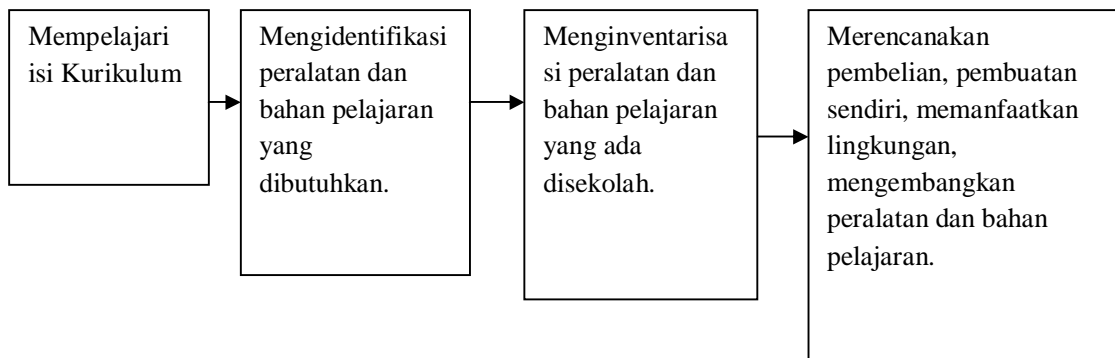 Mempelajari
isi Kurikulum
Mengidentifikasi
peralatan dan
bahan pelajaran
yang
dibutuhkan.
Menginventarisa
si peralatan dan
bahan pelajaran
yang ada
disekolah.
Merencanakan
pembelian, pembuatan
sendiri, memanfaatkan
lingkungan,
mengembangkan
peralatan dan bahan
pelajaran.